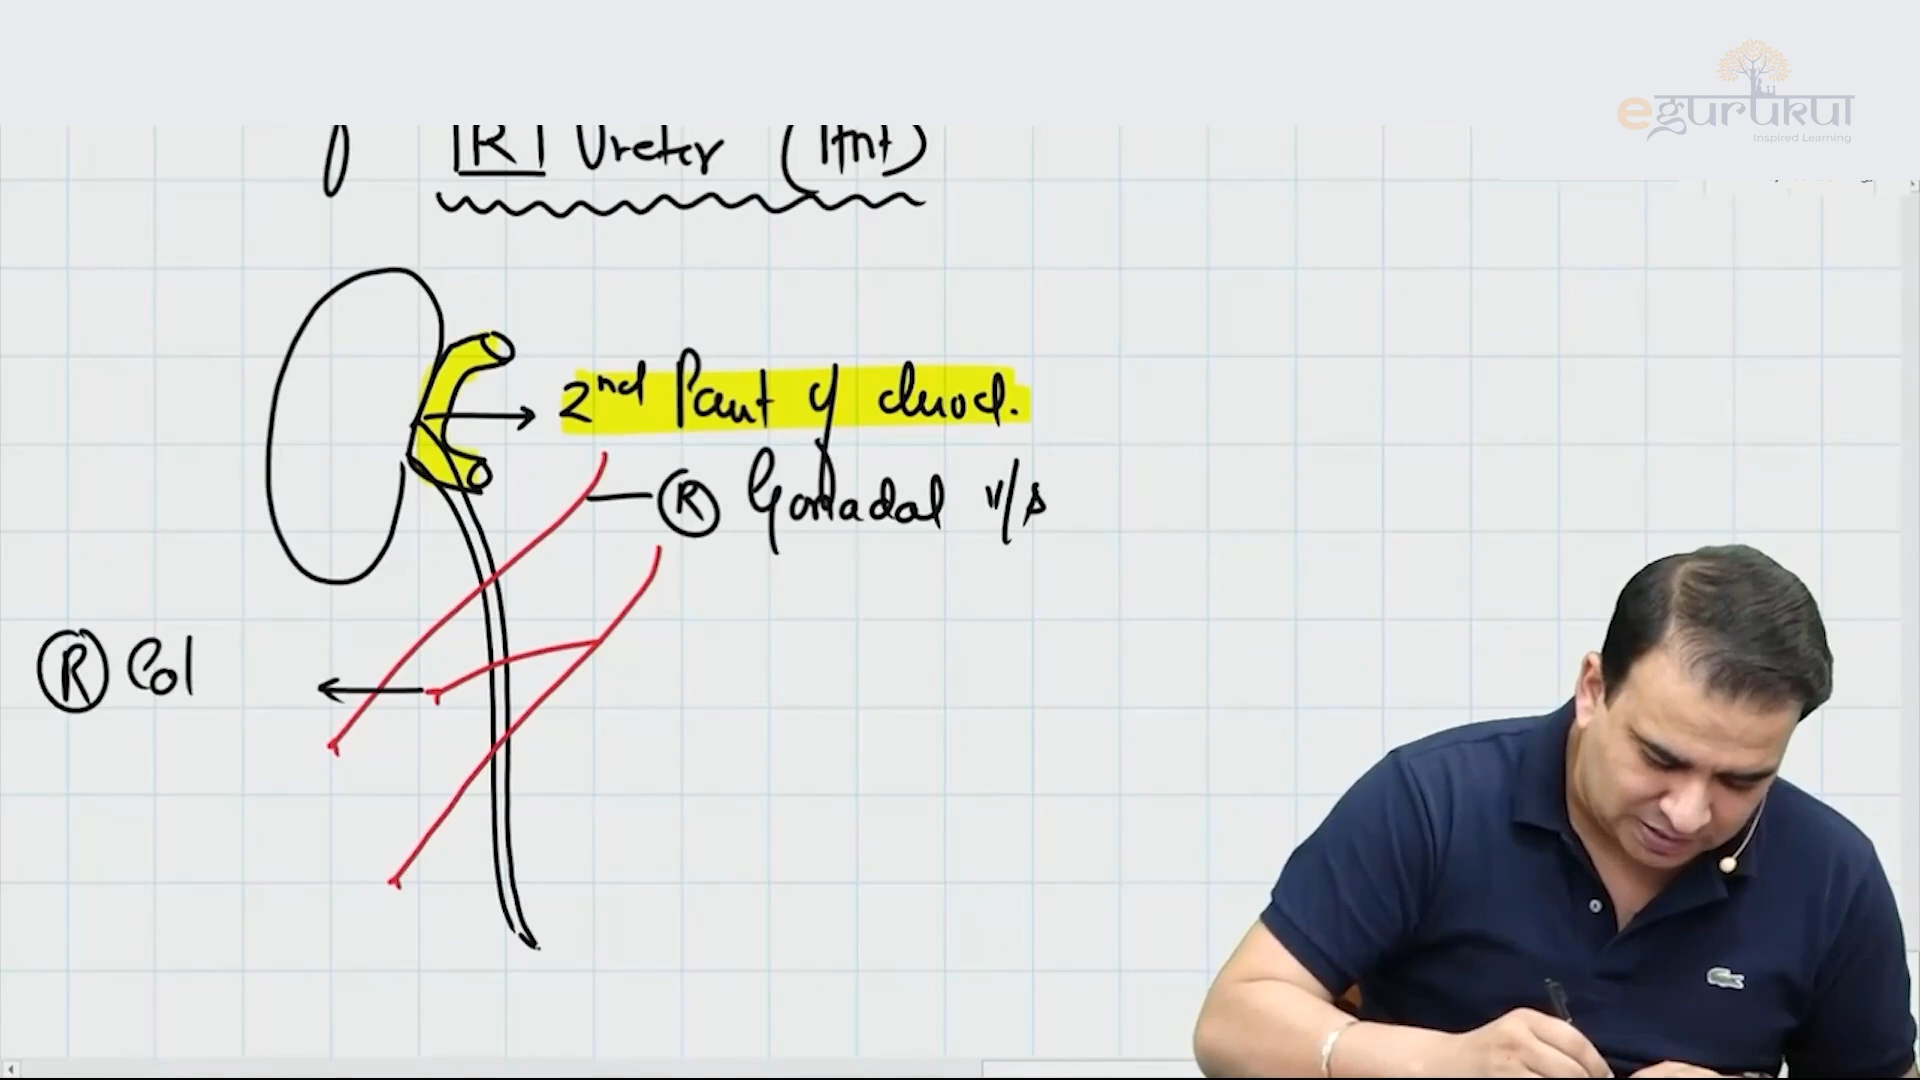 egurukul
Inspired Learning
[R] Ureter (Ant)
2nd Part of duod.
Ⓡ Gonadal v/s
Ⓡ Col